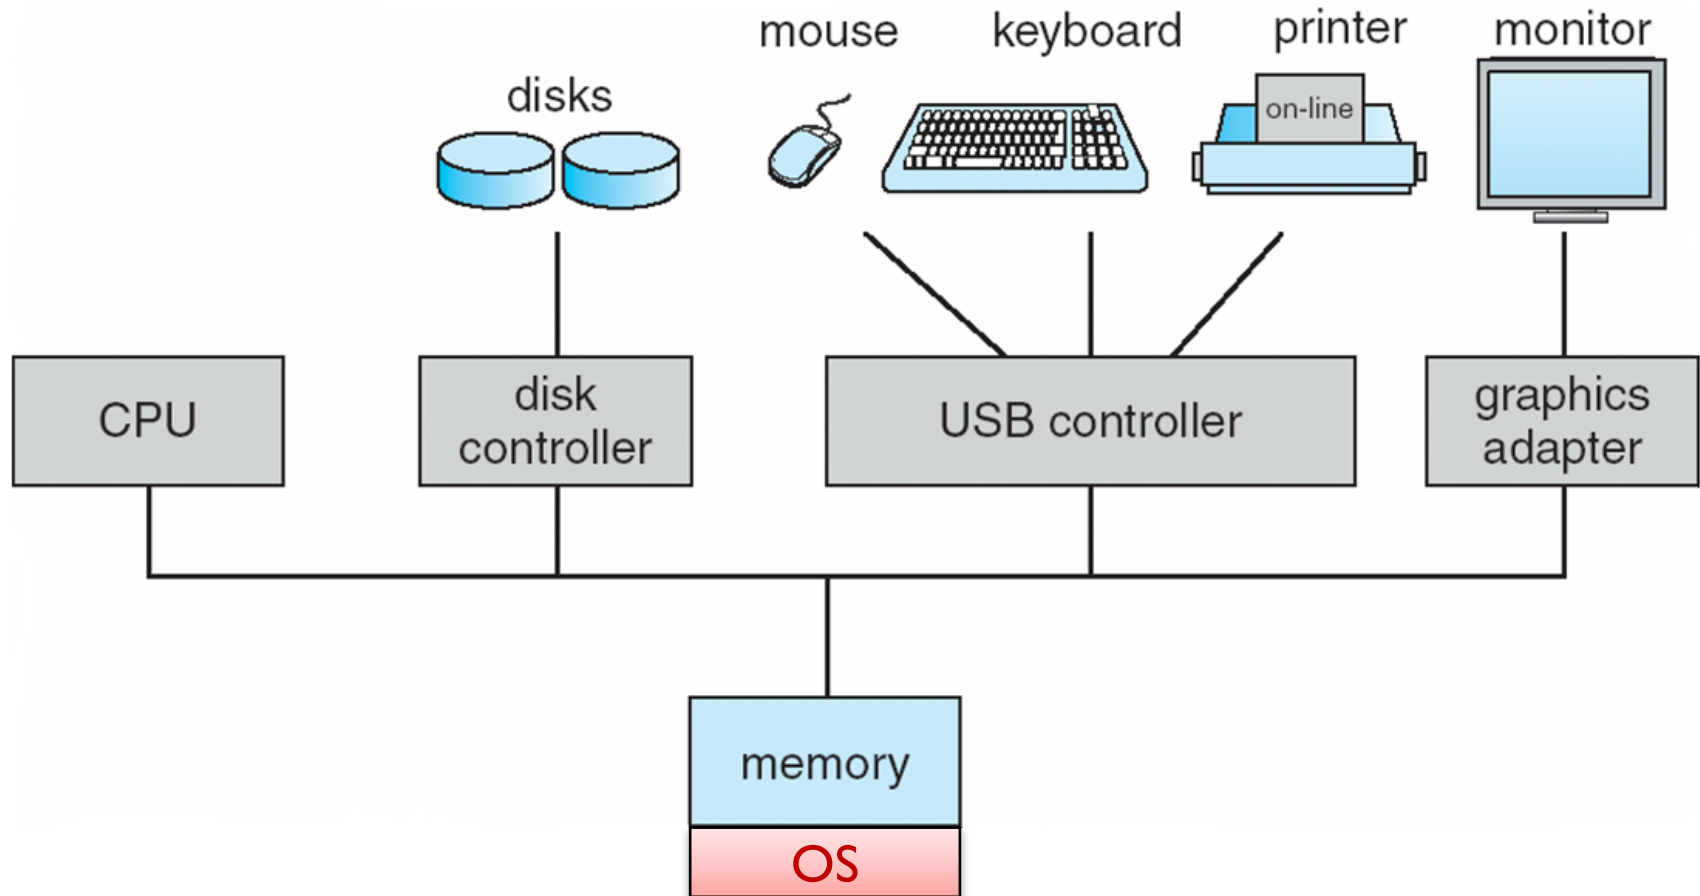 mouse
keyboard
printer
monitor
disks
on-line
CPU
disk
controller
USB controller
graphics
adapter
memory
OS